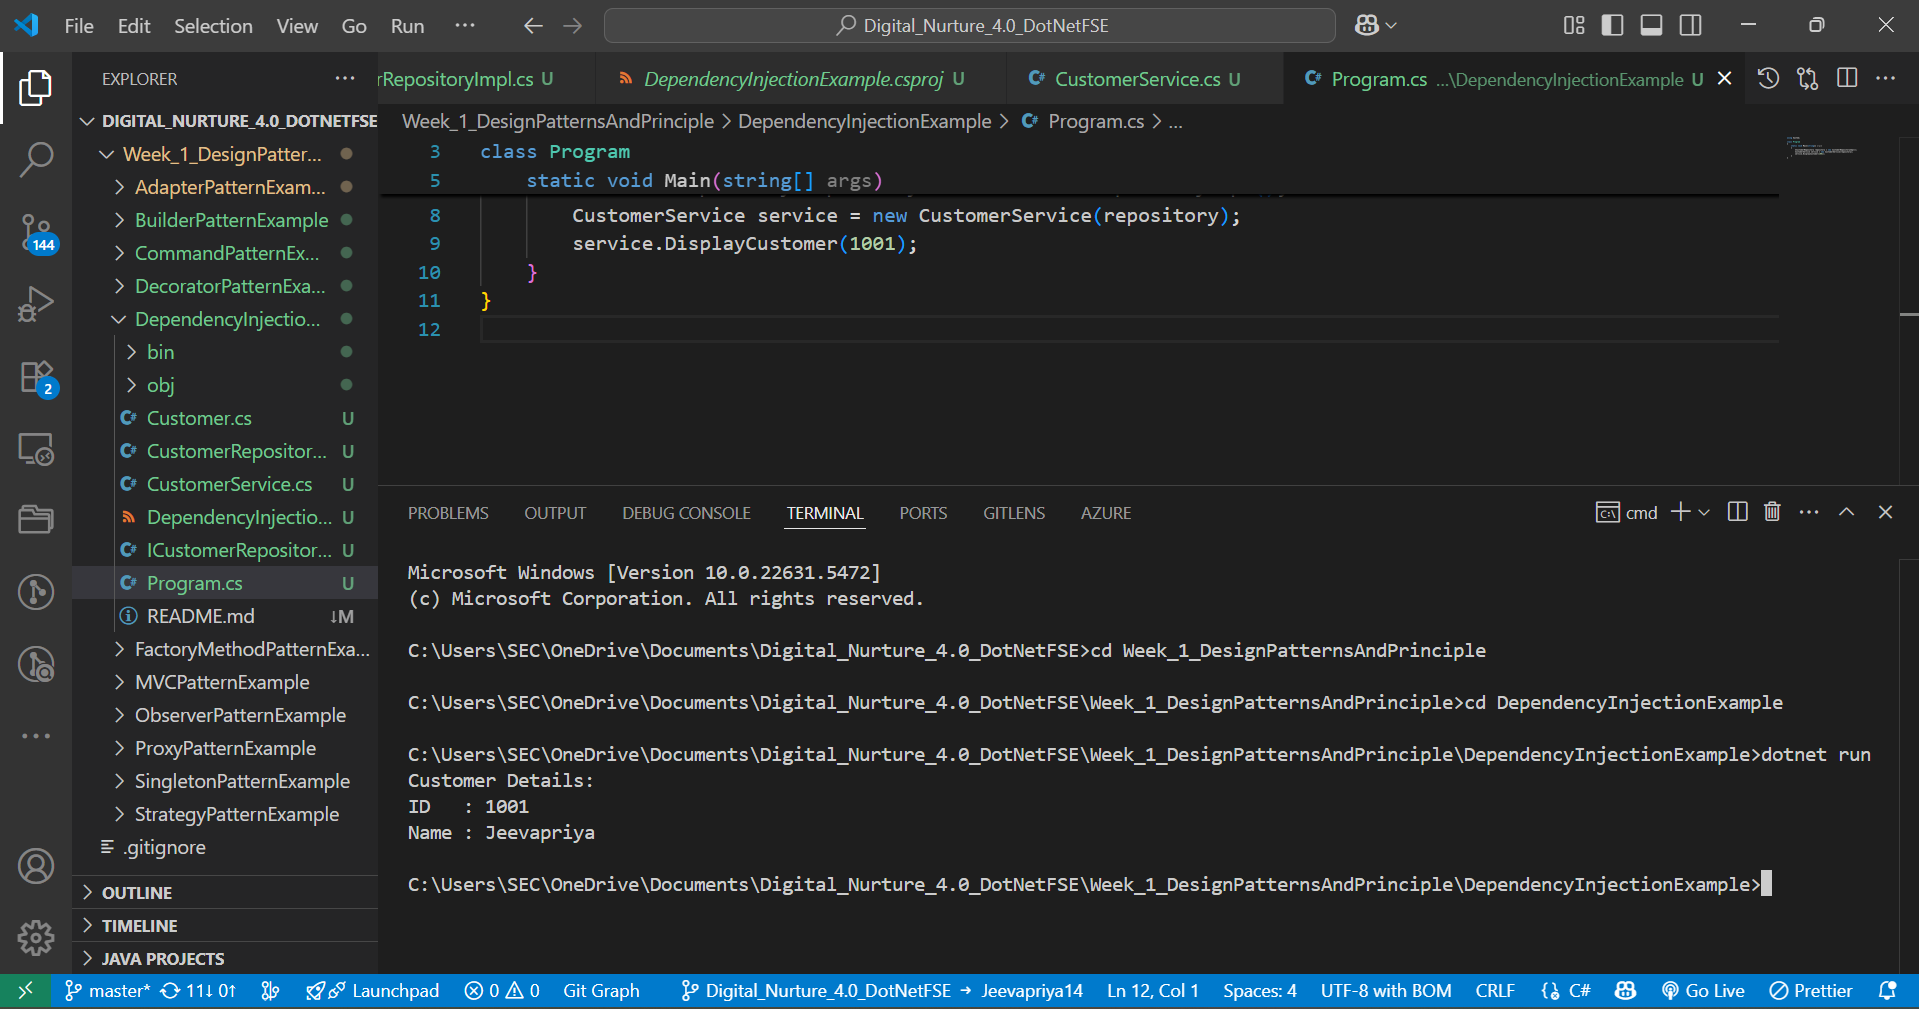 File Edit Selection View Go Run ...
Digital_Nurture_4.0_DotNetFSE
EXPLORER
DIGITAL_NURTURE_4.0_DOTNETFSE
Week_1_DesignPatter...
AdapterPatternExam...
BuilderPatternExample
CommandPatternEx...
DecoratorPatternExa...
DependencyInjectio...
bin
obj
Customer.cs U
CustomerRepositor... U
CustomerService.cs U
DependencyInjectio... U
ICustomerRepositor... U
Program.cs U
README.md ↓M
FactoryMethodPatternExa...
MVCPatternExample
ObserverPatternExample
ProxyPatternExample
SingletonPatternExample
StrategyPatternExample
.gitignore
OUTLINE
TIMELINE
JAVA PROJECTS
144
2
rRepositoryImpl.cs U
DependencyInjectionExample.csproj U
CustomerService.cs U
Program.cs ...\DependencyInjectionExample U
Week_1_DesignPatternsAndPrinciple > DependencyInjectionExample > Program.cs > ...
3 class Program
5 static void Main(string[] args)
8 CustomerService service = new CustomerService(repository);
9 service.DisplayCustomer(1001);
10 }
11 }
12
PROBLEMS OUTPUT DEBUG CONSOLE TERMINAL PORTS GITLENS AZURE
cmd
Microsoft Windows [Version 10.0.22631.5472]
(c) Microsoft Corporation. All rights reserved.
C:\Users\SEC\OneDrive\Documents\Digital_Nurture_4.0_DotNetFSE>cd Week_1_DesignPatternsAndPrinciple
C:\Users\SEC\OneDrive\Documents\Digital_Nurture_4.0_DotNetFSE\Week_1_DesignPatternsAndPrinciple>cd DependencyInjectionExample
C:\Users\SEC\OneDrive\Documents\Digital_Nurture_4.0_DotNetFSE\Week_1_DesignPatternsAndPrinciple\DependencyInjectionExample>dotnet run
Customer Details:
ID   : 1001
Name : Jeevapriya
C:\Users\SEC\OneDrive\Documents\Digital_Nurture_4.0_DotNetFSE\Week_1_DesignPatternsAndPrinciple\DependencyInjectionExample>
master* 11↓ 0↑ Launchpad 0 0 Git Graph Digital_Nurture_4.0_DotNetFSE → Jeevapriya14 Ln 12, Col 1 Spaces: 4 UTF-8 with BOM CRLF C# Go Live Prettier